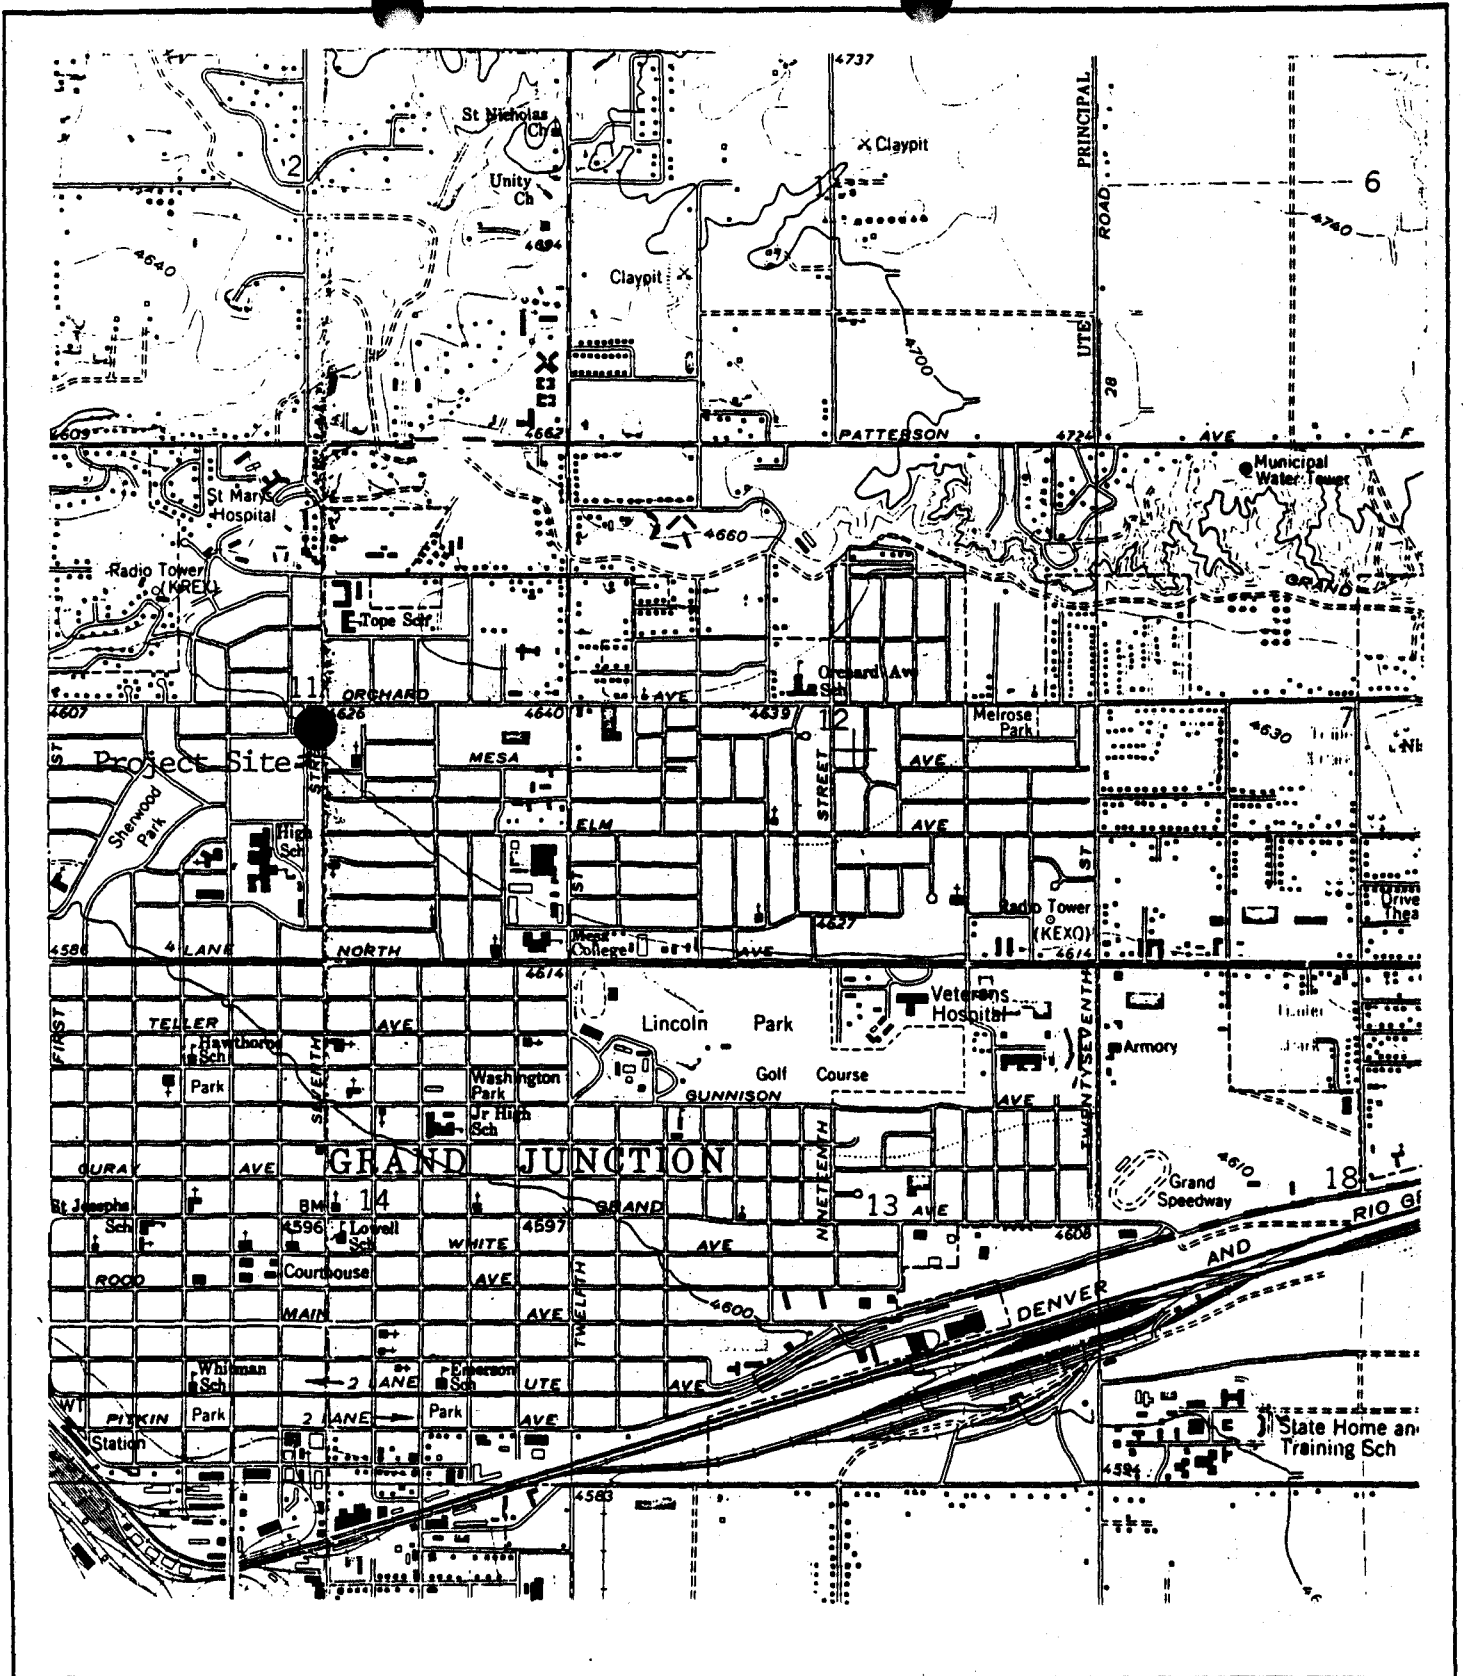 4737
PRINCIPAL
St Nicholas
Ch
Claypit
2
6
Unity
Ch
ROAD
4740
4694
4640
Claypit
UTE
4700
28
4609
4662
PATTERSON
4724
AVE
F
Municipal
Water Tower
St Marys
Hospital
4660
Radio Tower
(KREX)
GRAND
Tope Sch
Orchard Ave
Sch
11
ORCHARD
AVE
4607
4640
4639
12
Melrose
Park
7
4630
ST
Project Site
STREET
MESA
AVE
STREET
Sherwood
Park
ELM
AVE
High
Sch
ST
ST
Radio Tower
(KEXO)
Drive
Thea
4627
4586
4 LANE
NORTH
Mesa
College
AVE
4614
4614
Veterans
Hospital
Lincoln Park
TELLER
AVE
FIRST
Hawthorne
Sch
SEVENTH
TWENTYSEVENTH
Armory
Park
Park
Washington
Park
Golf Course
GUNNISON
AVE
Jr High
Sch
NINETEENTH
GRAND JUNCTION
OURAY
AVE
4610
Grand
Speedway
18
St Josephs
Sch
BM
4596
14
GRAND
13
AVE
RIO G
Lowell
Sch
4597
WHITE
AVE
4608
AND
ROOD
Courthouse
AVE
TWELFTH
MAIN
AVE
4600
DENVER
Whitman
Sch
2 LANE
Emerson
Sch
UTE
AVE
WT
PITKIN
Park
2 LANE
Park
AVE
Station
State Home an
Training Sch
4594
4583